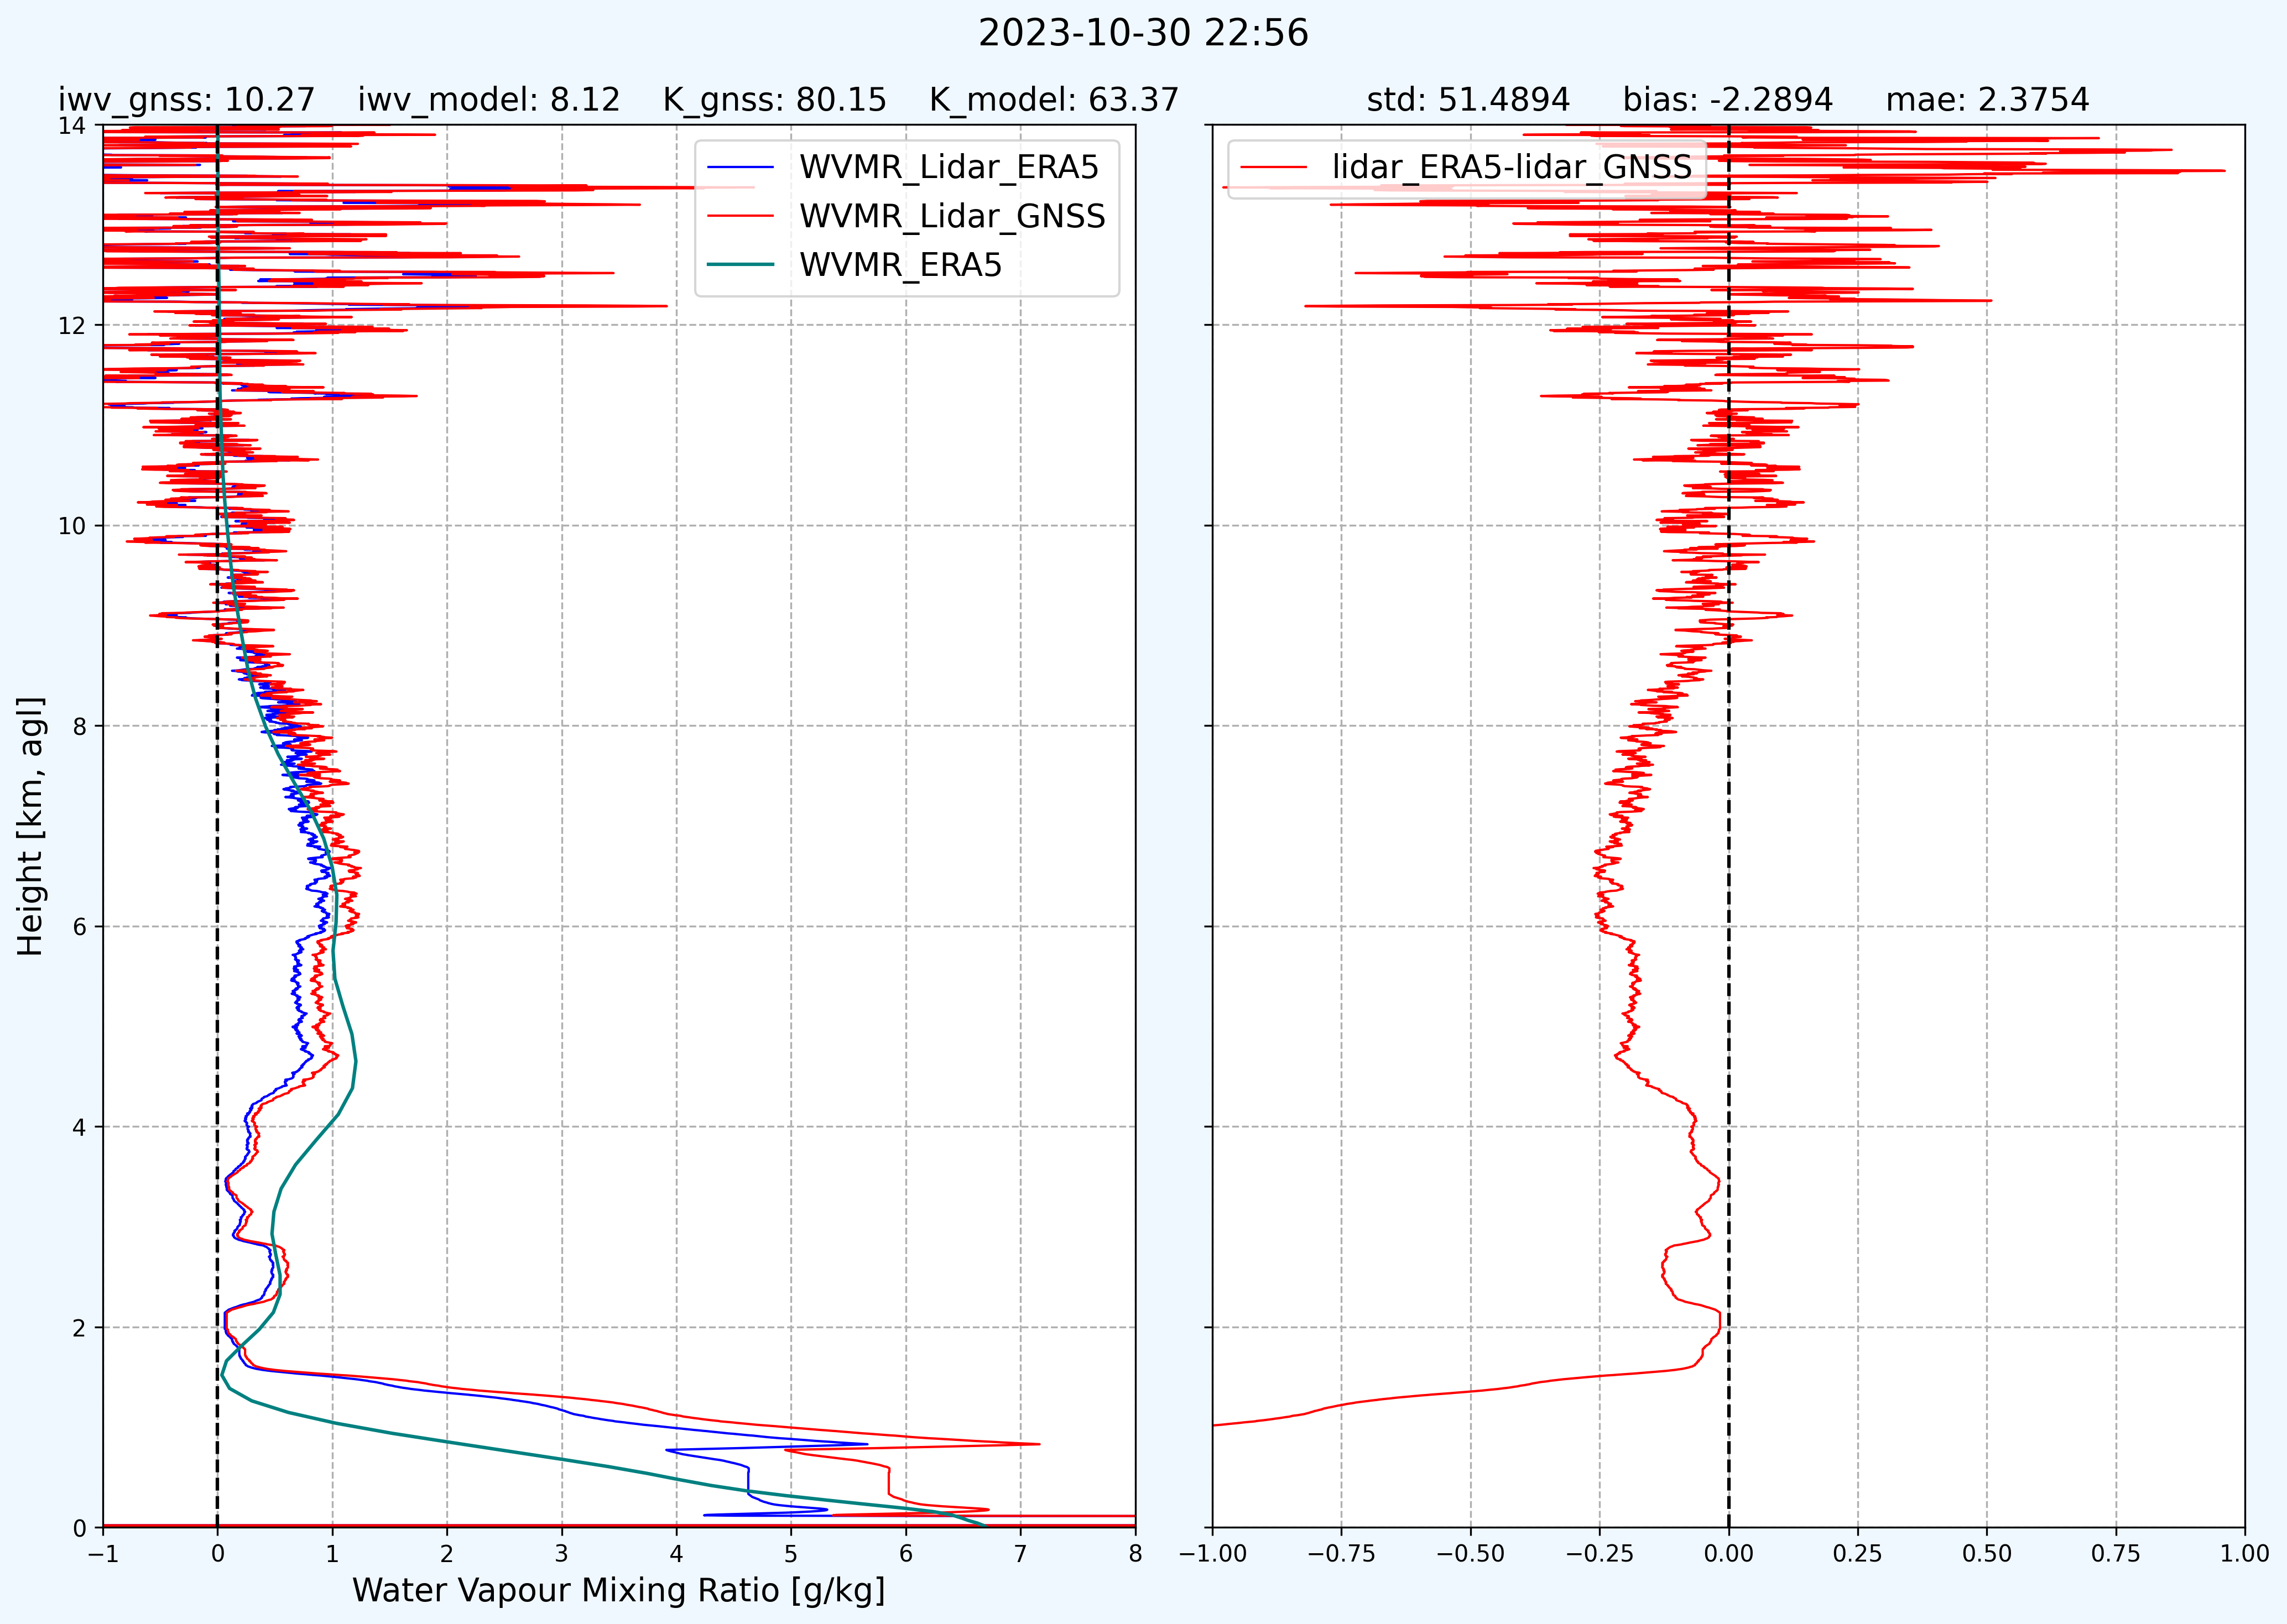 2023-10-30 22:56
iwv_gnss: 10.27 iwv_model: 8.12 K_gnss: 80.15 K_model: 63.37
std: 51.4894 bias: -2.2894 mae: 2.3754
WVMR_Lidar_ERA5
WVMR_Lidar_GNSS
WVMR_ERA5
lidar_ERA5-lidar_GNSS
Height [km, agl]
14
12
10
8
6
4
2
0
−1 0 1 2 3 4 5 6 7 8
Water Vapour Mixing Ratio [g/kg]
−1.00 −0.75 −0.50 −0.25 0.00 0.25 0.50 0.75 1.00